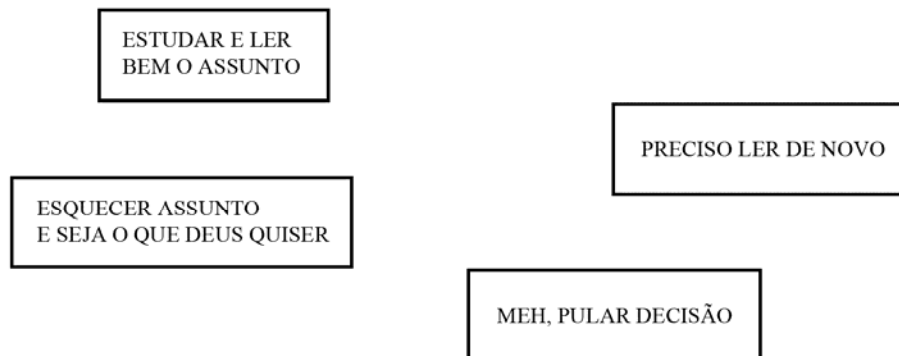 ESTUDAR E LER
BEM O ASSUNTO
PRECISO LER DE NOVO
ESQUECER ASSUNTO
E SEJA O QUE DEUS QUISER
MEH, PULAR DECISÃO